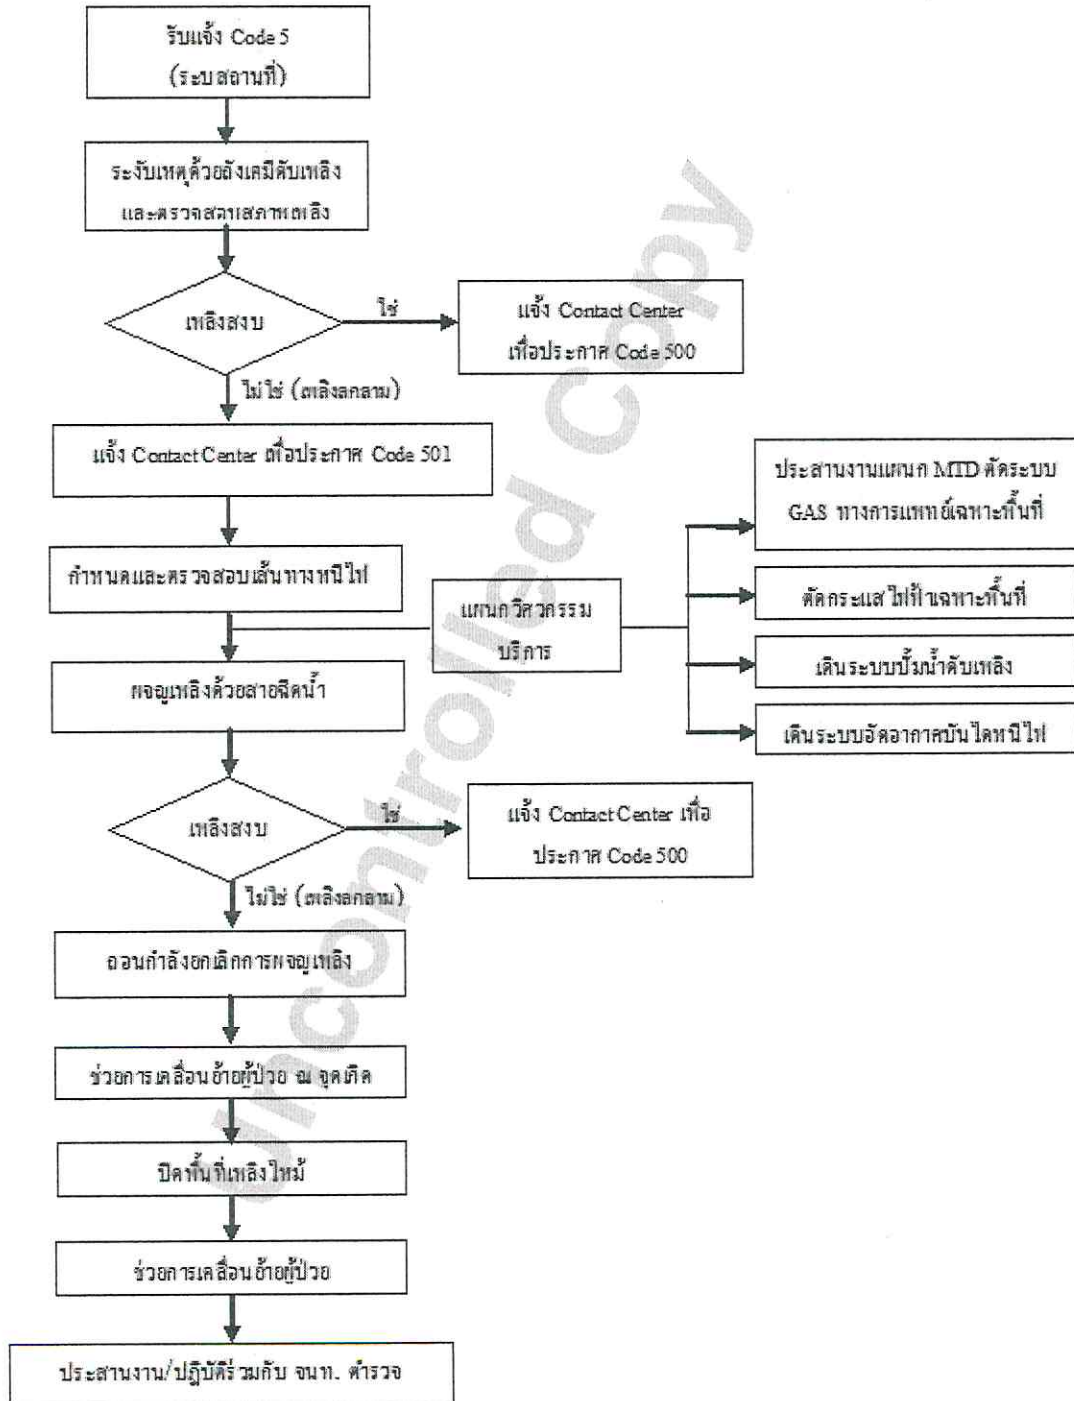 รับแจ้ง Code 5
(ระบุสถานที่)
ระงับเหตุด้วยถังเคมีดับเพลิง
และตรวจสอบสภาพเพลิง
เพลิงสงบ
ใช่
แจ้ง Contact Center
เพื่อประกาศ Code 500
ไม่ใช่ (เพลิงลุกลาม)
แจ้ง Contact Center เพื่อประกาศ Code 501
ประสานงานแผนก MTD ตัดระบบ
GAS ทางการแพทย์เฉพาะพื้นที่
กำหนดและตรวจสอบเส้นทางหนีไฟ
ตัดกระแสไฟฟ้าเฉพาะพื้นที่
แผนกวิศวกรรม
บริการ
เดินระบบปั๊มน้ำดับเพลิง
ผจญเพลิงด้วยสายฉีดน้ำ
เดินระบบอัดอากาศบันไดหนีไฟ
เพลิงสงบ
ใช่
แจ้ง Contact Center เพื่อ
ประกาศ Code 500
ไม่ใช่ (เพลิงลุกลาม)
ถอนกำลังยกเลิกการผจญเพลิง
ช่วยการเคลื่อนย้ายผู้ป่วย ณ จุดเกิด
ปิดพื้นที่เพลิงไหม้
ช่วยการเคลื่อนย้ายผู้ป่วย
ประสานงาน/ปฏิบัติร่วมกับ จนท. ตำรวจ
Uncontrolled Copy